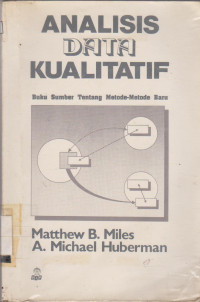 ANALISIS
DATA
KUALITATIF
Buku Sumber Tentang Metode-Metode Baru
Matthew B. Miles
A. Michael Huberman